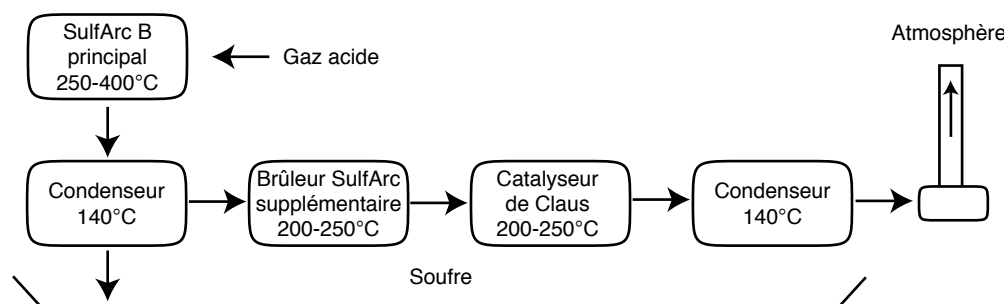 SulfArc B
principal
250-400°C
Gaz acide
Atmosphère
Condenseur
140°C
Brûleur SulfArc
supplémentaire
200-250°C
Catalyseur
de Claus
200-250°C
Condenseur
140°C
Soufre